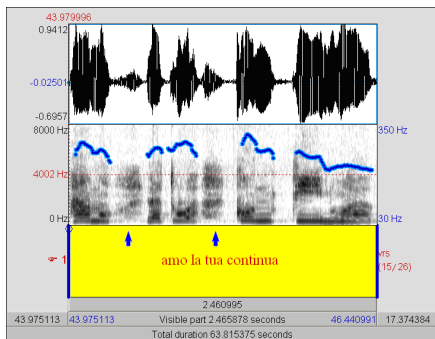 43.979996
0.9412
-0.02501
-0.6957
8000 Hz
350 Hz
4002 Hz
0 Hz
30 Hz
1
amo la tua continua
vrs
(15/26)
2.460995
43.975113
43.975113
Visible part 2.465878 seconds
46.440991
17.374384
Total duration 63.815375 seconds